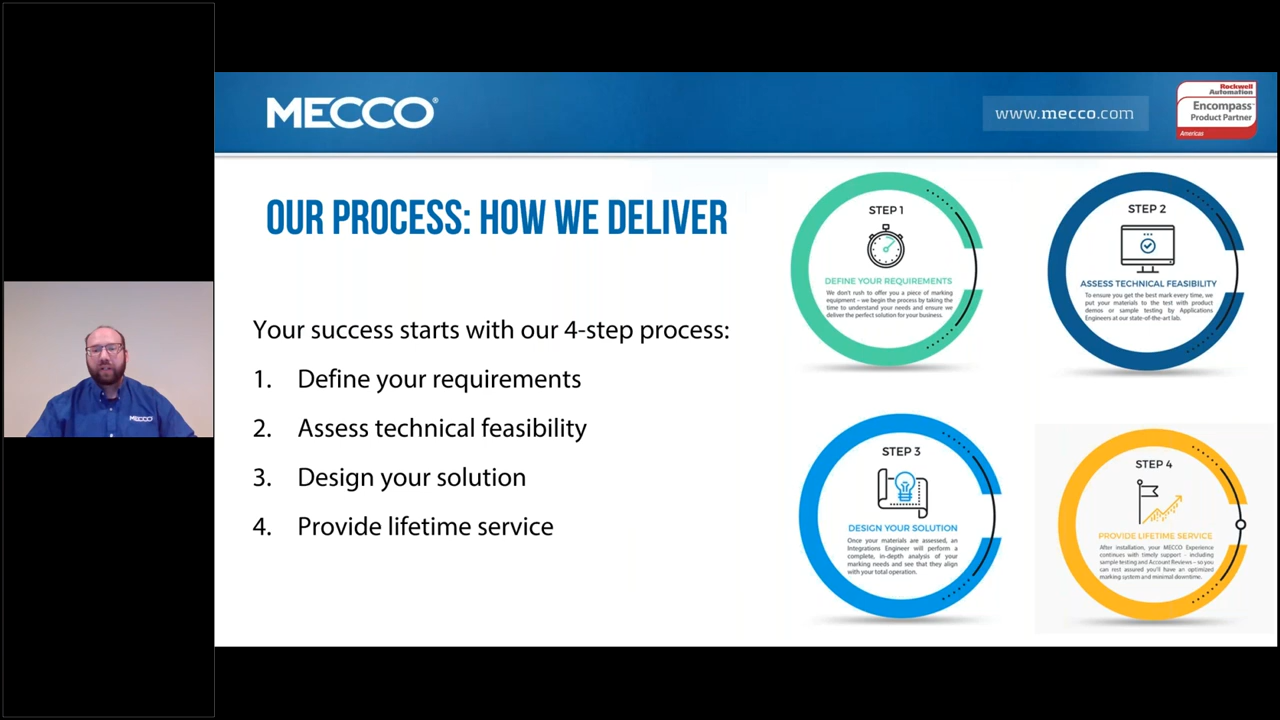 MECCO®
www.mecco.com
Rockwell
Automation
Encompass™
Product Partner
Americas
OUR PROCESS: HOW WE DELIVER
Your success starts with our 4-step process:
1. Define your requirements
2. Assess technical feasibility
3. Design your solution
4. Provide lifetime service
STEP 1
DEFINE YOUR REQUIREMENTS
We don't rush to offer you a piece of marking
equipment – we begin the process by taking the
time to understand your needs and ensure we
deliver the perfect solution for your business.
STEP 2
ASSESS TECHNICAL FEASIBILITY
To ensure you get the best mark every time, we
put your materials to the test with product
demos or sample testing by Applications
Engineers at our state-of-the-art lab.
STEP 3
DESIGN YOUR SOLUTION
Once your materials are assessed, an
Integrations Engineer will perform a
complete, in-depth analysis of your
marking needs and see that they align
with your total operation.
STEP 4
PROVIDE LIFETIME SERVICE
After installation, your MECCO Experience
continues with timely support - including
sample testing and Account Reviews – so you
can rest assured you'll have an optimized
marking system and minimal downtime.
MECCO